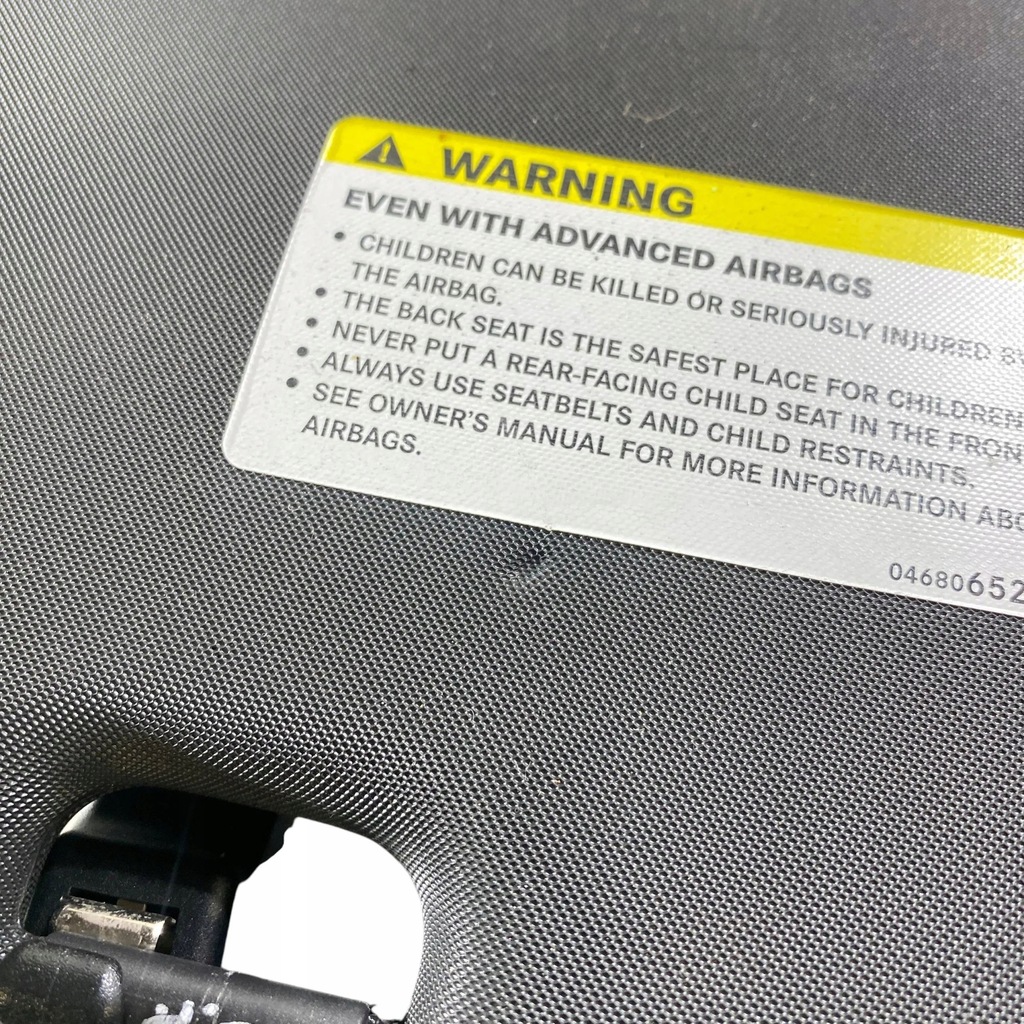 WARNING
EVEN WITH ADVANCED AIRBAGS
• CHILDREN CAN BE KILLED OR SERIOUSLY INJURED
THE AIRBAG.
• THE BACK SEAT IS THE SAFEST PLACE FOR CHILDREN
• NEVER PUT A REAR-FACING CHILD SEAT IN THE
• ALWAYS USE SEATBELTS AND CHILD RESTRAINTS.
• SEE OWNER'S MANUAL FOR MORE INFORMATION
AIRBAGS.
04680652